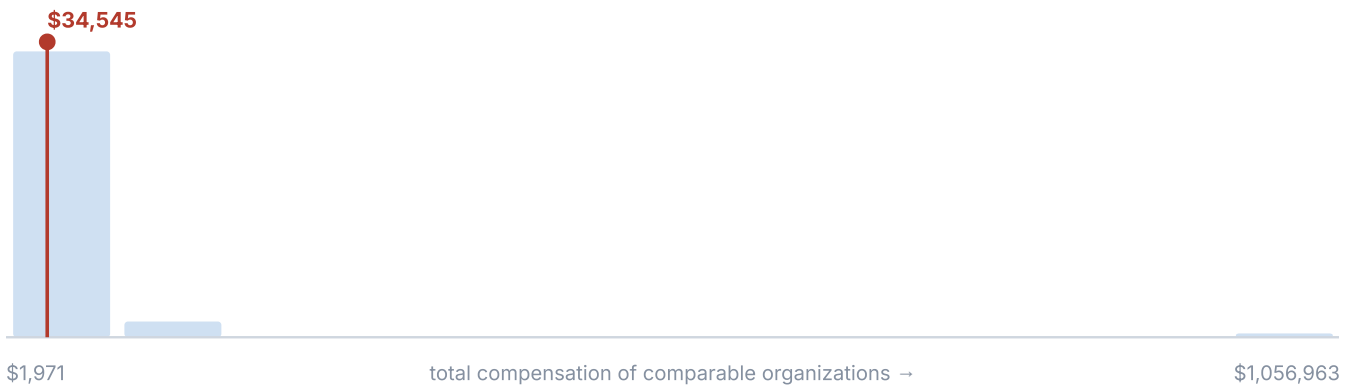 $34,545
$1,971 total compensation of comparable organizations → $1,056,963